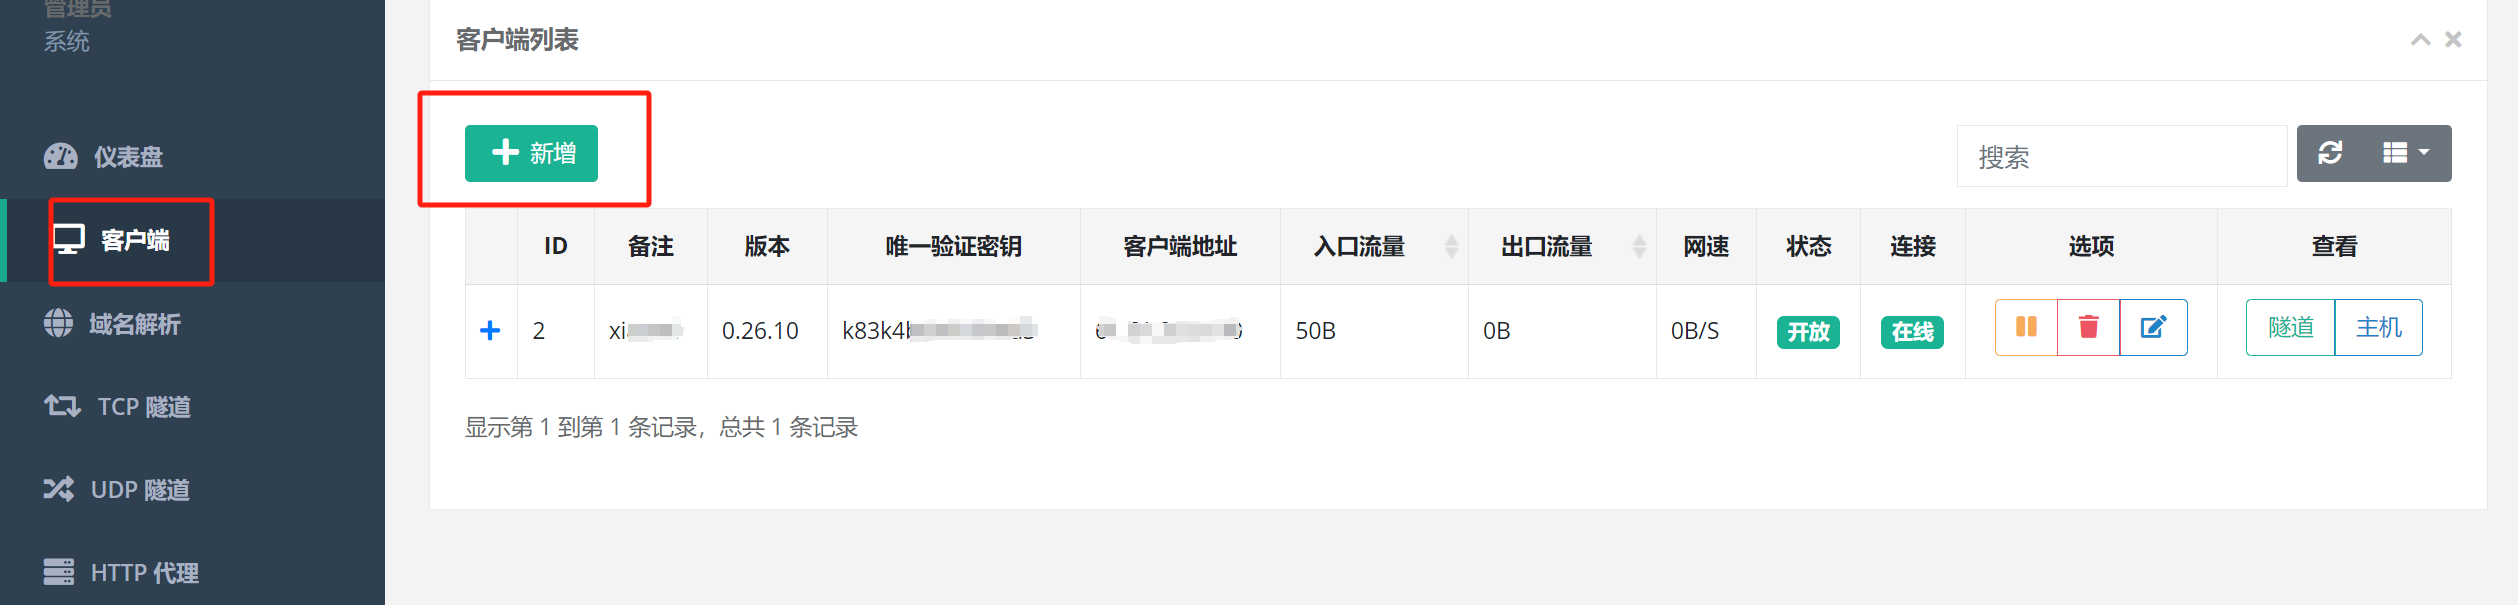 管理员
系统
仪表盘
客户端
域名解析
TCP 隧道
UDP 隧道
HTTP 代理
客户端列表
新增
搜索
ID 备注 版本 唯一验证密钥 客户端地址 入口流量 出口流量 网速 状态 连接 选项 查看
2 xi 0.26.10 k83k4 50B 0B 0B/S 开放 在线 隧道 主机
显示第 1 到第 1 条记录，总共 1 条记录